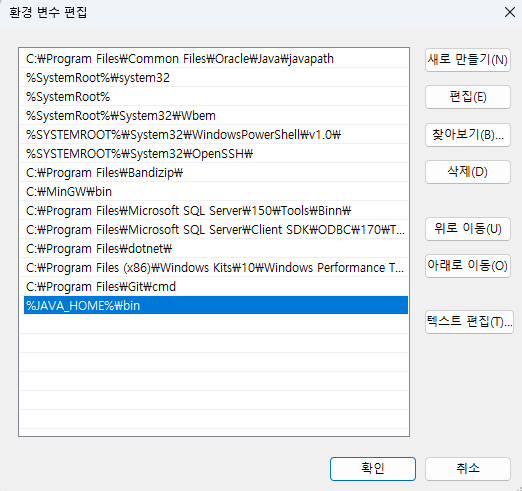 환경 변수 편집
C:₩Program Files₩Common Files₩Oracle₩Java₩javapath
%SystemRoot%₩system32
%SystemRoot%
%SystemRoot%₩System32₩Wbem
%SYSTEMROOT%₩System32₩WindowsPowerShell₩v1.0₩
%SYSTEMROOT%₩System32₩OpenSSH₩
C:₩Program Files₩Bandizip₩
C:₩MinGW₩bin
C:₩Program Files₩Microsoft SQL Server₩150₩Tools₩Binn₩
C:₩Program Files₩Microsoft SQL Server₩Client SDK₩ODBC₩170₩T...
C:₩Program Files₩dotnet₩
C:₩Program Files (x86)₩Windows Kits₩10₩Windows Performance T...
C:₩Program Files₩Git₩cmd
%JAVA_HOME%₩bin
새로 만들기(N)
편집(E)
찾아보기(B)...
삭제(D)
위로 이동(U)
아래로 이동(O)
텍스트 편집(T)...
확인
취소